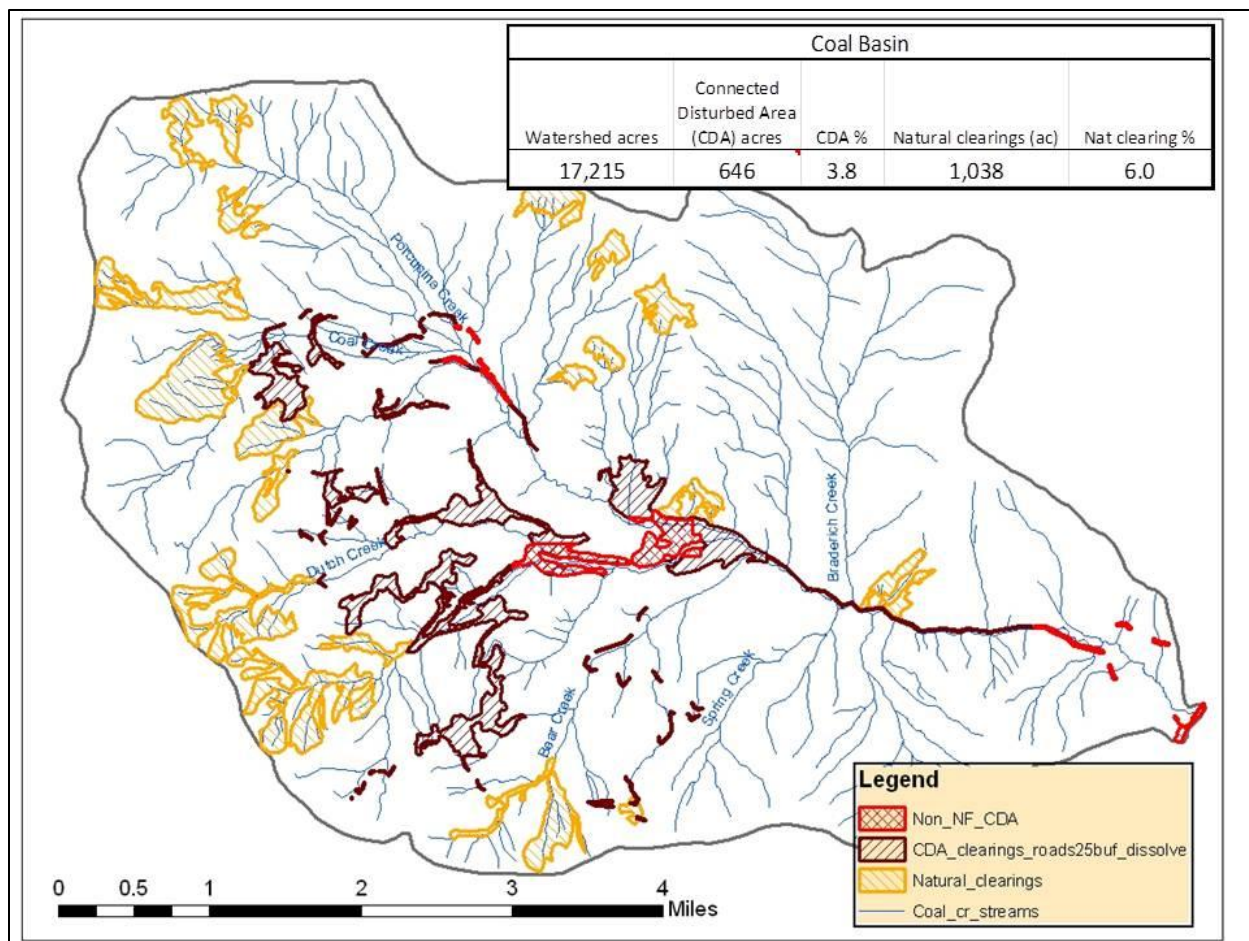 Coal Basin
Watershed acres
Connected
Disturbed Area
(CDA) acres
CDA %
Natural clearings (ac)
Nat clearing %
17,215 646 3.8 1,038 6.0
Porcupine Creek
Coal Creek
Dutch Creek
Braderich Creek
Bear Creek
Spring Creek
Legend
Non_NF_CDA
CDA_clearings_roads25buf_dissolve
Natural_clearings
Coal_cr_streams
0 0.5 1 2 3 4
Miles